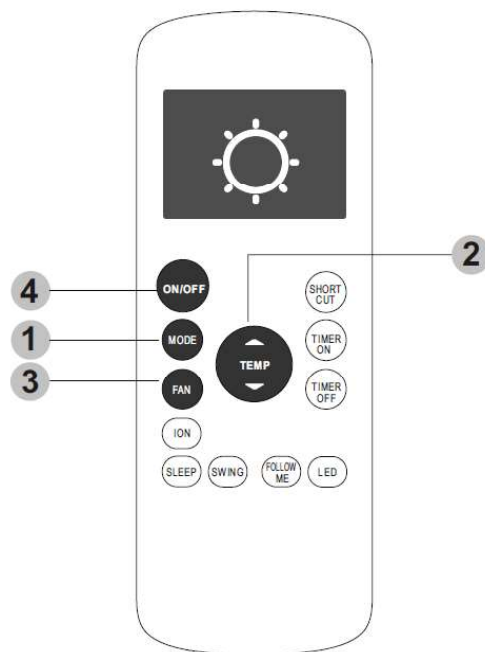 2
4
ON/OFF
SHORT
CUT
1
MODE
TEMP
TIMER
ON
3
FAN
TIMER
OFF
ION
SLEEP
SWING
FOLLOW
ME
LED